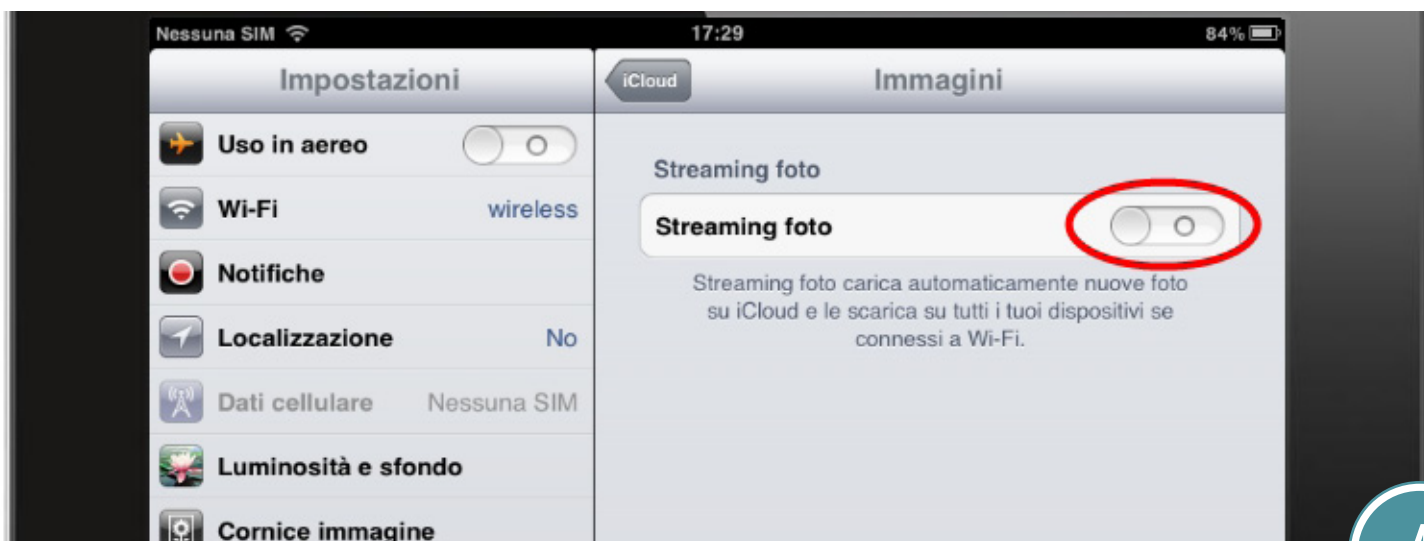 Nessuna SIM 17:29 84%
Impostazioni
iCloud Immagini
Uso in aereo
Wi-Fi wireless
Notifiche
Localizzazione No
Dati cellulare Nessuna SIM
Luminosità e sfondo
Cornice immagine
Streaming foto
Streaming foto
Streaming foto carica automaticamente nuove foto
su iCloud e le scarica su tutti i tuoi dispositivi se
connessi a Wi-Fi.